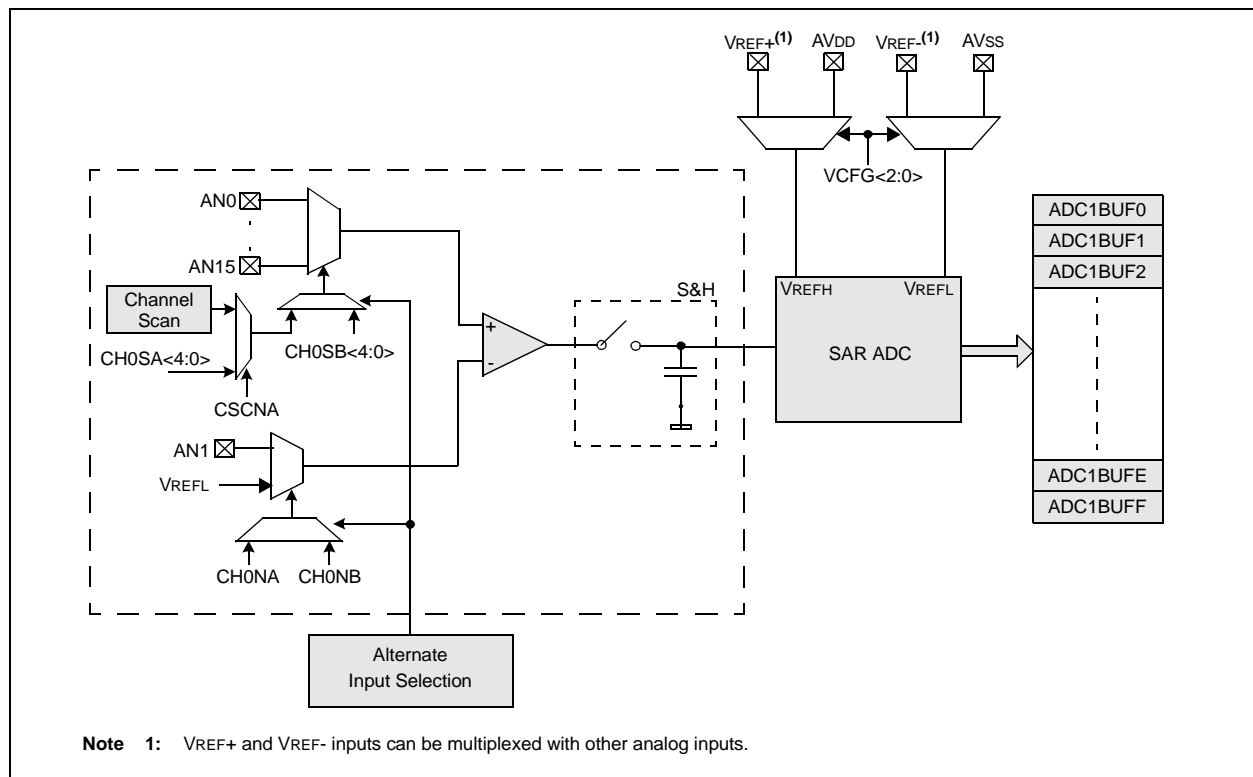 VREF+(1) AVDD VREF-(1) AVSS
VCFG<2:0>
AN0
AN15
Channel
Scan
CH0SA<4:0>
CH0SB<4:0>
CSCNA
AN1
VREFL
CH0NA CH0NB
+
-
S&H
VREFH VREFL
SAR ADC
ADC1BUF0
ADC1BUF1
ADC1BUF2
ADC1BUFE
ADC1BUFF
Alternate
Input Selection
Note 1: VREF+ and VREF- inputs can be multiplexed with other analog inputs.